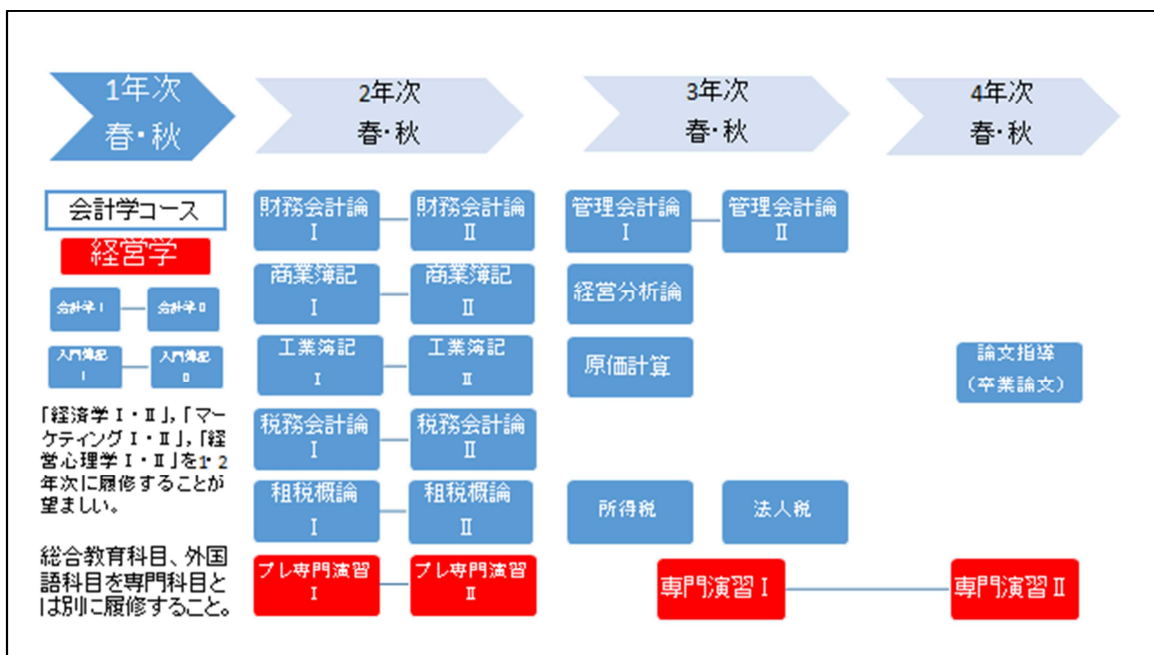 1年次
春・秋
2年次
春・秋
3年次
春・秋
4年次
春・秋
会計学コース
経営学
会計学Ⅰ
会計学Ⅱ
入門簿記
Ⅰ
入門簿記
Ⅱ
「経済学Ⅰ・Ⅱ」,「マー
ケティングⅠ・Ⅱ」,「経
営心理学Ⅰ・Ⅱ」を1・2
年次に履修することが
望ましい。
総合教育科目、外国
語科目を専門科目と
は別に履修すること。
財務会計論
Ⅰ
財務会計論
Ⅱ
商業簿記
Ⅰ
商業簿記
Ⅱ
工業簿記
Ⅰ
工業簿記
Ⅱ
税務会計論
Ⅰ
税務会計論
Ⅱ
租税概論
Ⅰ
租税概論
Ⅱ
プレ専門演習
Ⅰ
プレ専門演習
Ⅱ
管理会計論
Ⅰ
管理会計論
Ⅱ
経営分析論
原価計算
所得税
法人税
専門演習Ⅰ
論文指導
(卒業論文)
専門演習Ⅱ